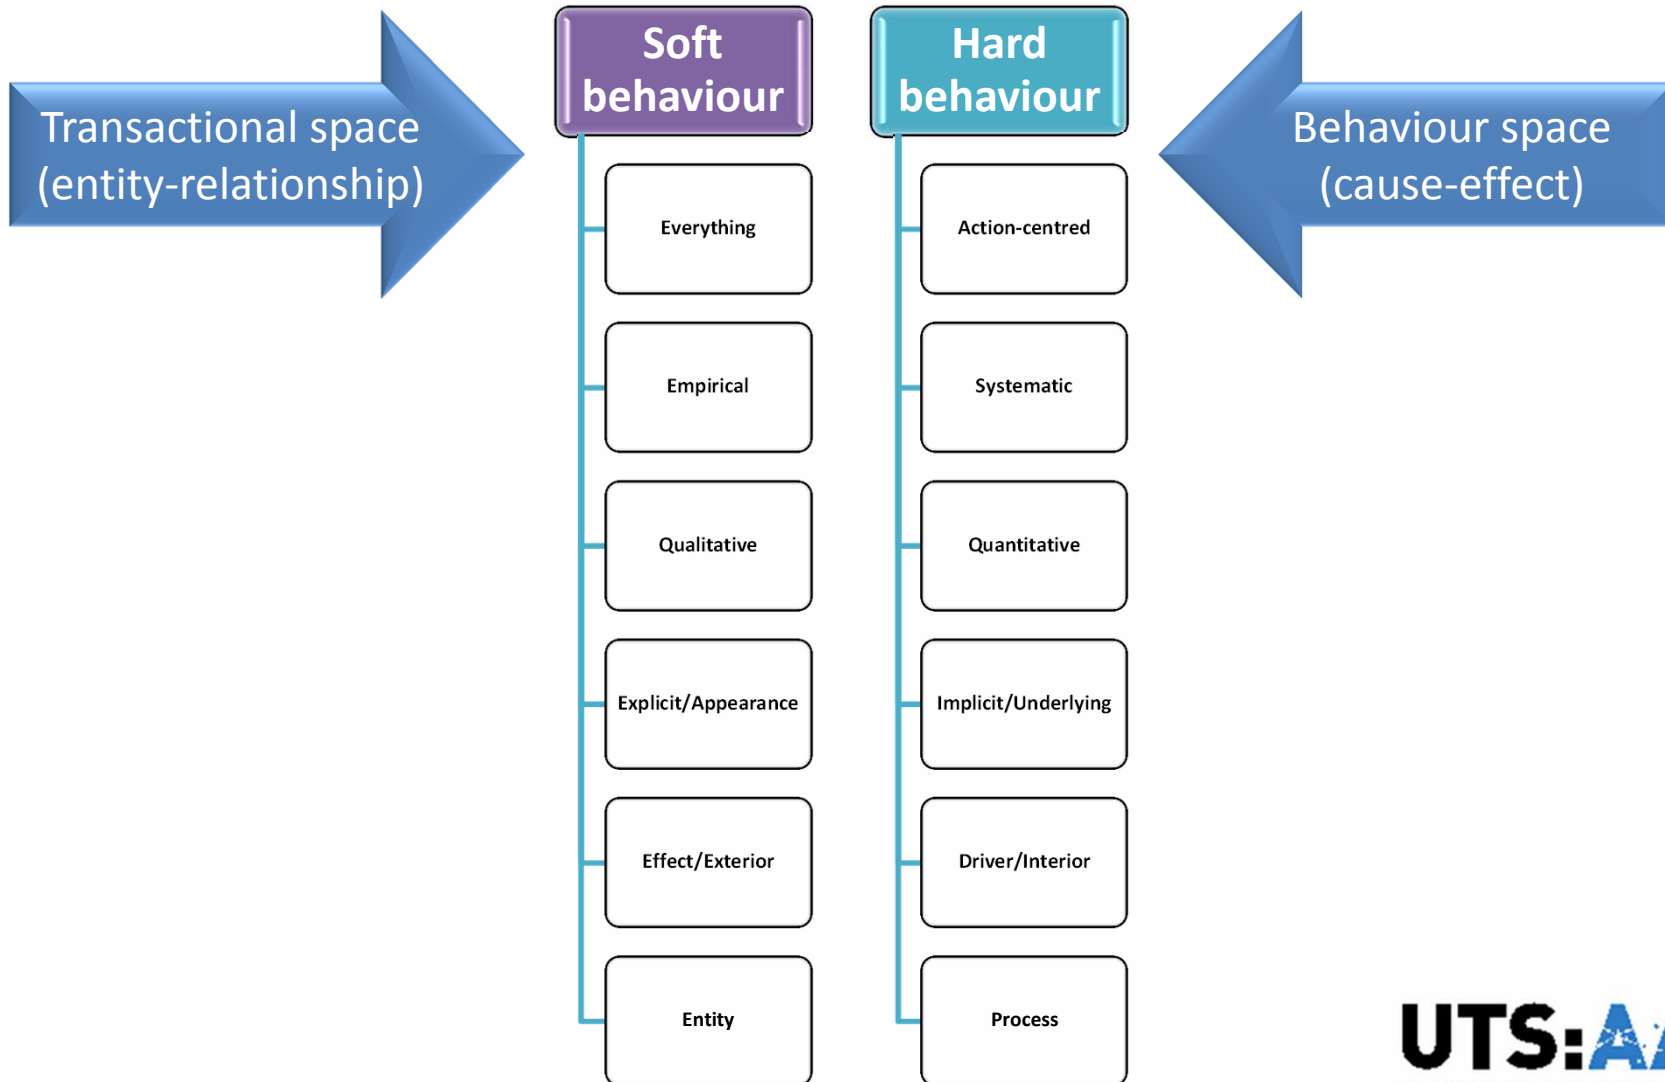 Transactional space
(entity-relationship)
Soft
behaviour
Everything
Empirical
Qualitative
Explicit/Appearance
Effect/Exterior
Entity
Hard
behaviour
Action-centred
Systematic
Quantitative
Implicit/Underlying
Driver/Interior
Process
Behaviour space
(cause-effect)
UTS:A